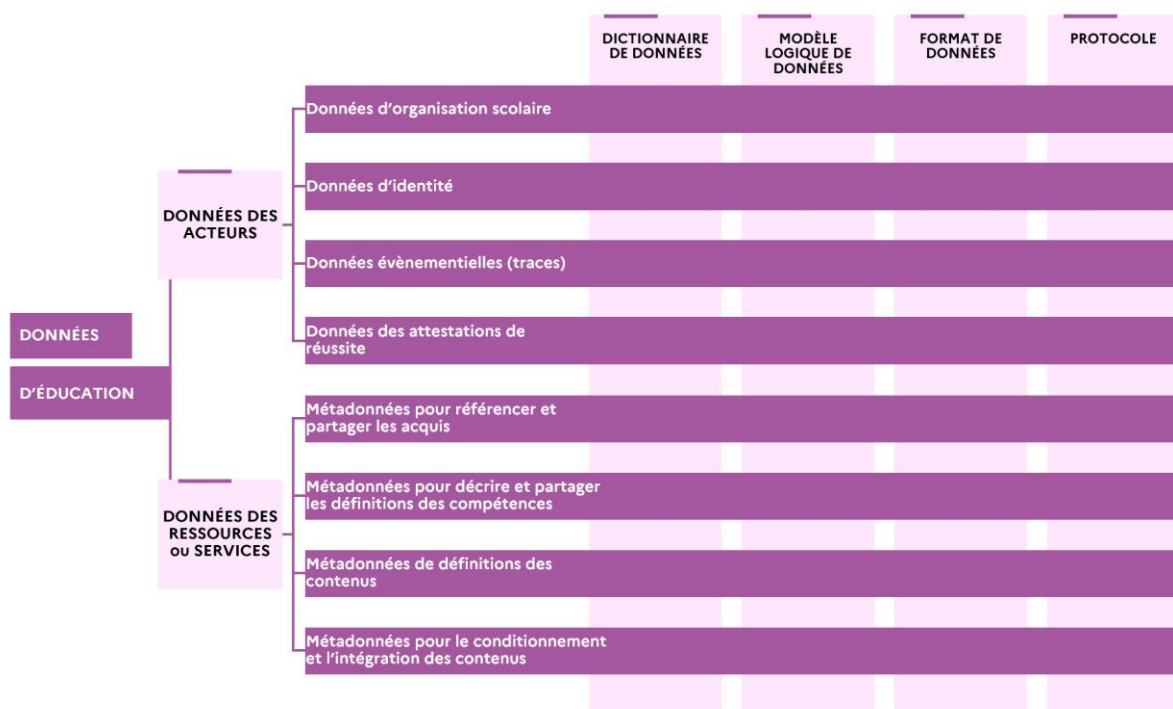 DICTIONNAIRE
DE DONNÉES
MODÈLE
LOGIQUE DE
DONNÉES
FORMAT DE
DONNÉES
PROTOCOLE
DONNÉES
D'ÉDUCATION
DONNÉES DES
ACTEURS
Données d'organisation scolaire
Données d'identité
Données évènementielles (traces)
Données des attestations de
réussite
DONNÉES DES
RESSOURCES
ou SERVICES
Métadonnées pour référencer et
partager les acquis
Métadonnées pour décrire et partager
les définitions des compétences
Métadonnées de définitions des
contenus
Métadonnées pour le conditionnement
et l'intégration des contenus